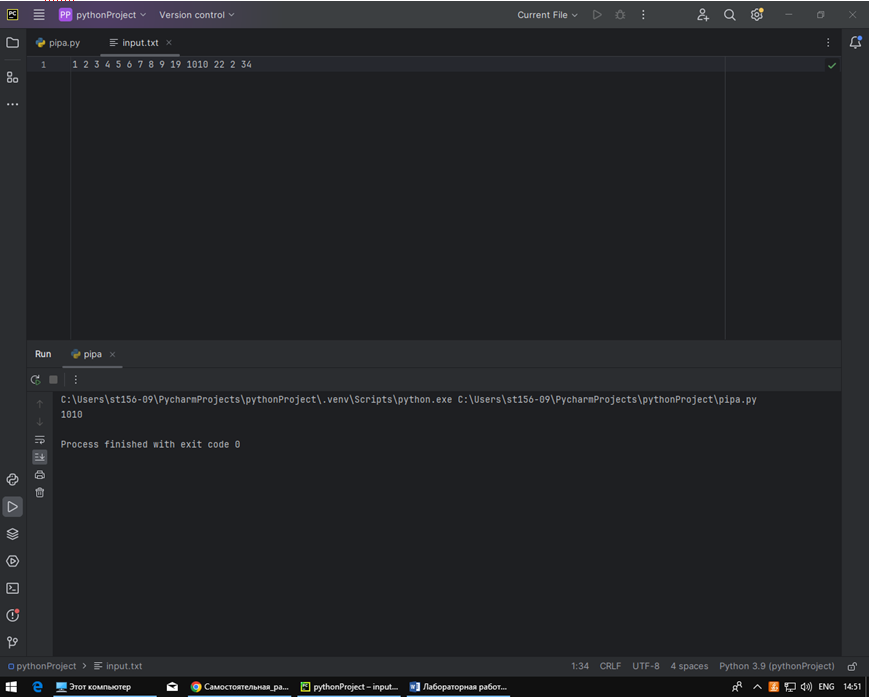 PC PP pythonProject Version control Current File
pipa.py input.txt
1 1 2 3 4 5 6 7 8 9 19 1010 22 2 34
Run pipa
C:\Users\st156-09\PycharmProjects\pythonProject\.venv\Scripts\python.exe C:\Users\st156-09\PycharmProjects\pythonProject\pipa.py
1010
Process finished with exit code 0
pythonProject input.txt 1:34 CRLF UTF-8 4 spaces Python 3.9 (pythonProject)
Этот компьютер Самостоятельная_ра... pythonProject – input... Лабораторная работ... ENG 14:51